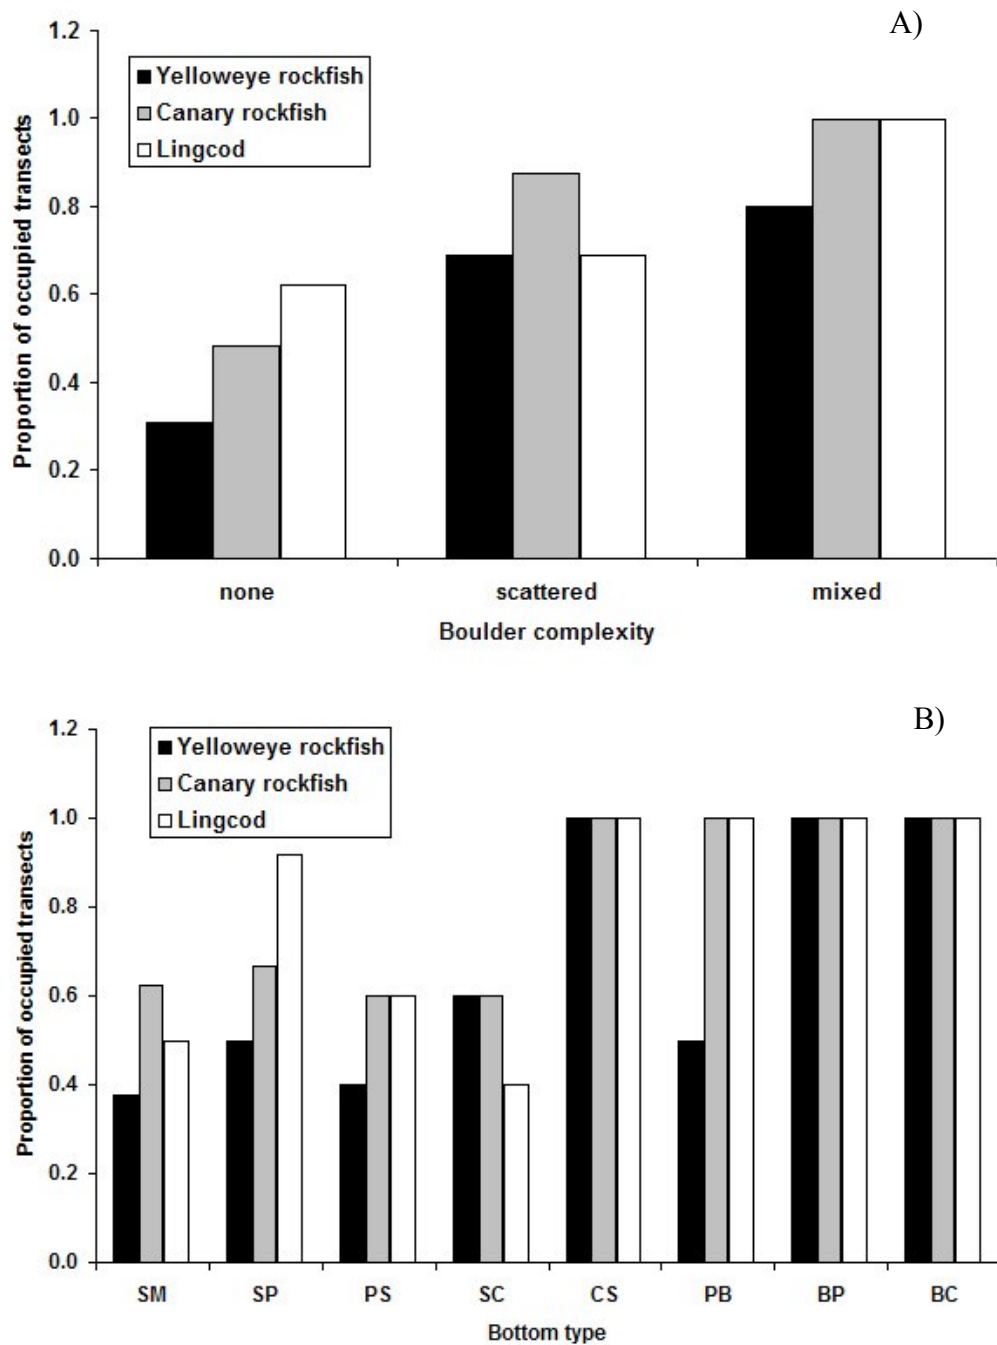 A)
1.2
Yelloweye rockfish
Canary rockfish
Lingcod
1.0
0.8
0.6
0.4
0.2
0.0
Proportion of occupied transects
none scattered mixed
Boulder complexity
B)
1.2
Yelloweye rockfish
Canary rockfish
Lingcod
1.0
0.8
0.6
0.4
0.2
0.0
Proportion of occupied transects
SM SP PS SC CS PB BP BC
Bottom type